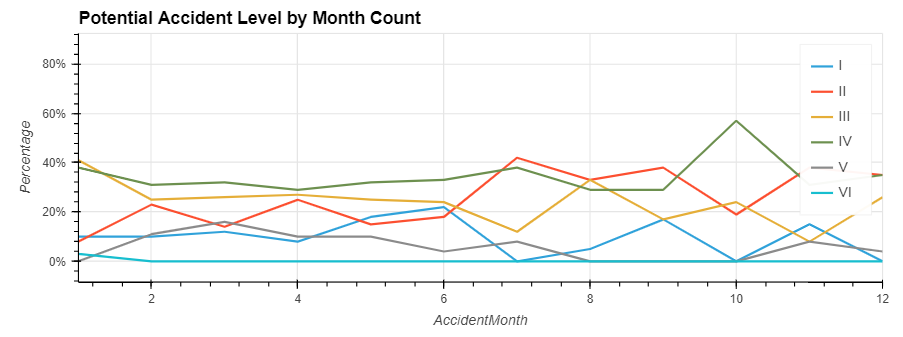 Potential Accident Level by Month Count
80%
60%
40%
20%
0%
Percentage
2
4
6
8
10
12
AccidentMonth
I
II
III
IV
V
VI